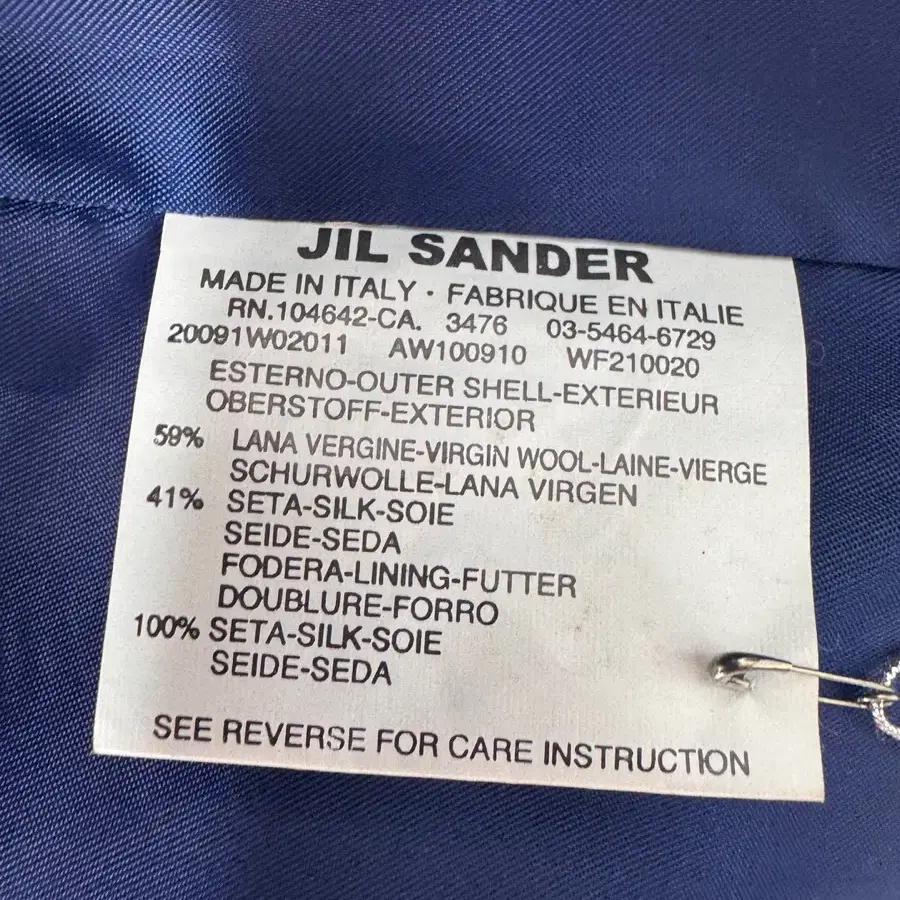 JIL SANDER
MADE IN ITALY · FABRIQUE EN ITALIE
RN.104642-CA. 3476 03-5464-6729
20091W02011 AW100910 WF210020
ESTERNO-OUTER SHELL-EXTERIEUR
OBERSTOFF-EXTERIOR
59% LANA VERGINE-VIRGIN WOOL-LAINE-VIERGE
SCHURWOLLE-LANA VIRGEN
41% SETA-SILK-SOIE
SEIDE-SEDA
FODERA-LINING-FUTTER
DOUBLURE-FORRO
100% SETA-SILK-SOIE
SEIDE-SEDA
SEE REVERSE FOR CARE INSTRUCTION